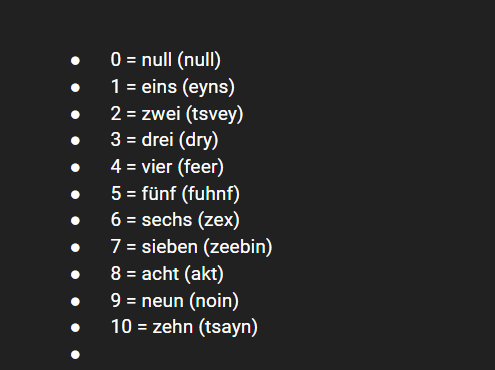 ● 0 = null (null)
● 1 = eins (eyns)
● 2 = zwei (tsvey)
● 3 = drei (dry)
● 4 = vier (feer)
● 5 = fünf (fuhnf)
● 6 = sechs (zex)
● 7 = sieben (zeebin)
● 8 = acht (akt)
● 9 = neun (noin)
● 10 = zehn (tsayn)
●